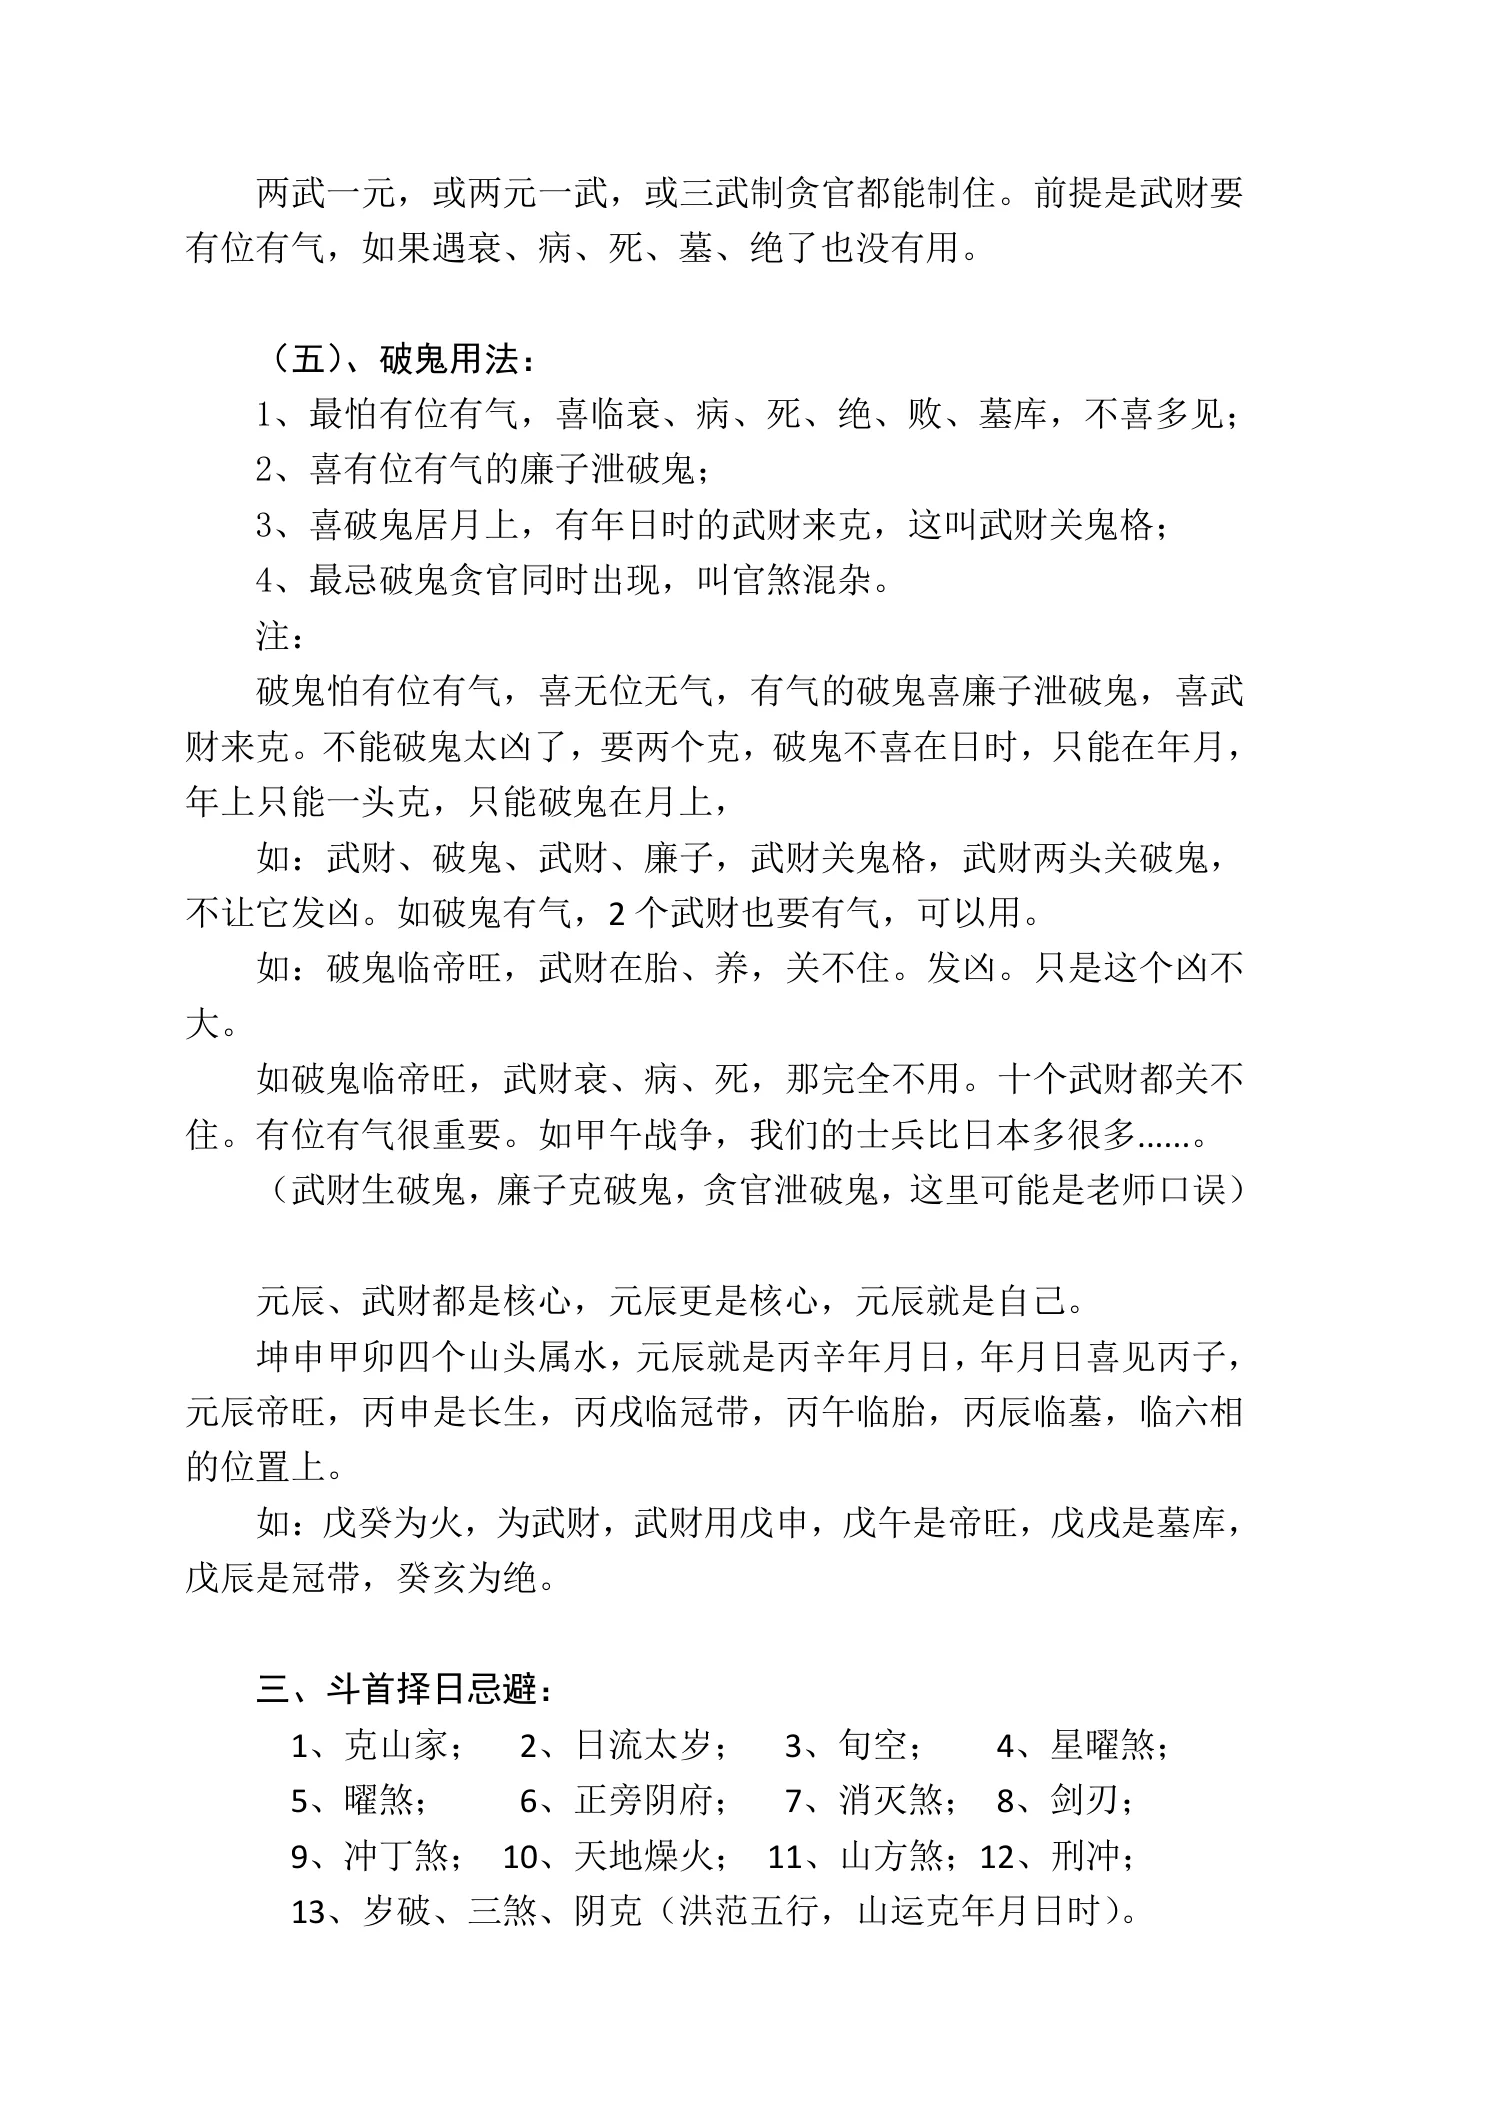 两武一元，或两元一武，或三武制贪官都能制住。前提是武财要
有位有气，如果遇衰、病、死、墓、绝了也没有用。
（五）、破鬼用法：
1、最怕有位有气，喜临衰、病、死、绝、败、墓库，不喜多见；
2、喜有位有气的廉子泄破鬼；
3、喜破鬼居月上，有年日时的武财来克，这叫武财关鬼格；
4、最忌破鬼贪官同时出现，叫官煞混杂。
注：
破鬼怕有位有气，喜无位无气，有气的破鬼喜廉子泄破鬼，喜武
财来克。不能破鬼太凶了，要两个克，破鬼不喜在日时，只能在年月，
年上只能一头克，只能破鬼在月上，
如：武财、破鬼、武财、廉子，武财关鬼格，武财两头关破鬼，
不让它发凶。如破鬼有气，2 个武财也要有气，可以用。
如：破鬼临帝旺，武财在胎、养，关不住。发凶。只是这个凶不
大。
如破鬼临帝旺，武财衰、病、死，那完全不用。十个武财都关不
住。有位有气很重要。如甲午战争，我们的士兵比日本多很多......。
（武财生破鬼，廉子克破鬼，贪官泄破鬼，这里可能是老师口误）
元辰、武财都是核心，元辰更是核心，元辰就是自己。
坤申甲卯四个山头属水，元辰就是丙辛年月日，年月日喜见丙子，
元辰帝旺，丙申是长生，丙戌临冠带，丙午临胎，丙辰临墓，临六相
的位置上。
如：戊癸为火，为武财，武财用戊申，戊午是帝旺，戊戌是墓库，
戊辰是冠带，癸亥为绝。
三、斗首择日忌避：
1、克山家； 2、日流太岁； 3、旬空； 4、星曜煞；
5、曜煞； 6、正旁阴府； 7、消灭煞； 8、剑刃；
9、冲丁煞； 10、天地燥火； 11、山方煞；12、刑冲；
13、岁破、三煞、阴克（洪范五行，山运克年月日时）。